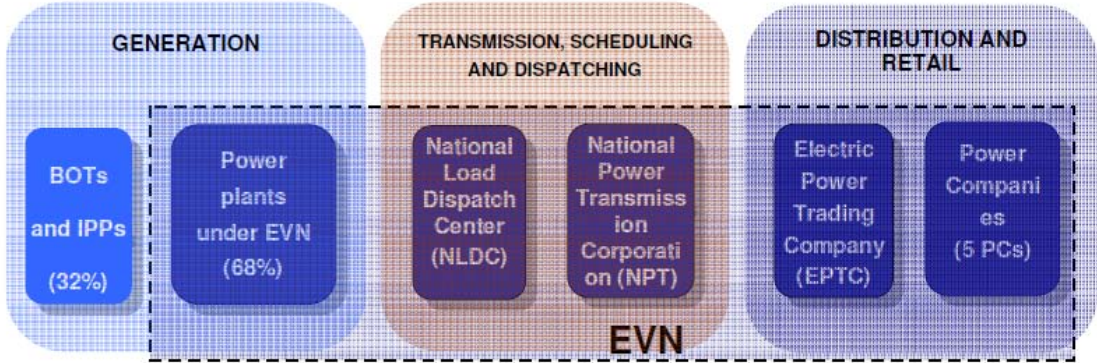 GENERATION
BOTs
and IPPs
(32%)
Power
plants
under EVN
(68%)
TRANSMISSION, SCHEDULING
AND DISPATCHING
National
Load
Dispatch
Center
(NLDC)
National
Power
Transmiss
ion
Corporati
on (NPT)
DISTRIBUTION AND
RETAIL
Electric
Power
Trading
Company
(EPTC)
Power
Compani
es
(5 PCs)
EVN